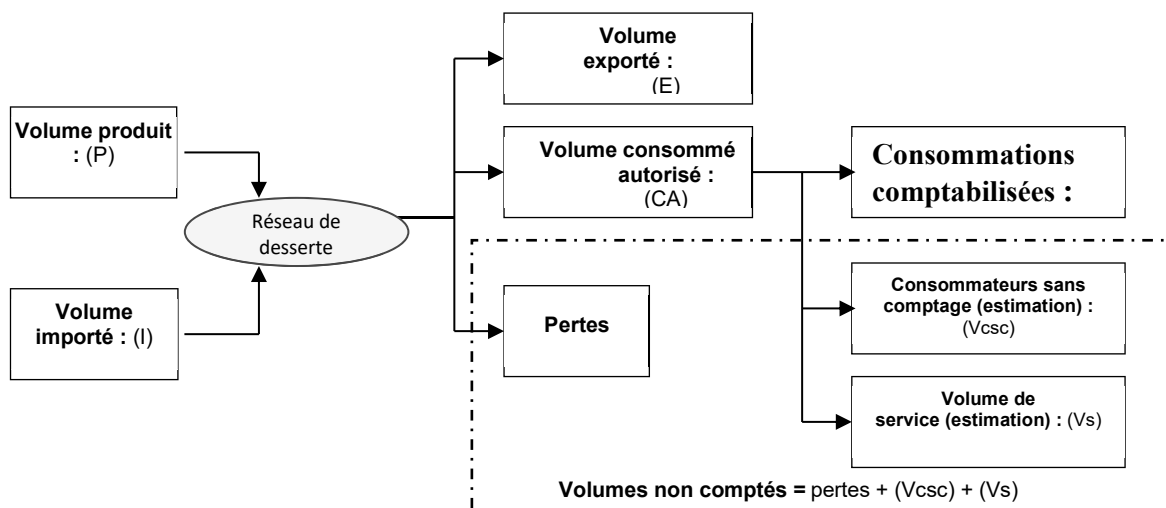 Volume produit
: (P)
Volume
importé : (I)
Réseau de
desserte
Volume
exporté :
(E)
Volume consommé
autorisé :
(CA)
Pertes
Consommations
comptabilisées :
Consommateurs sans
comptage (estimation) :
(Vcsc)
Volume de
service (estimation) : (Vs)
Volumes non comptés = pertes + (Vcsc) + (Vs)